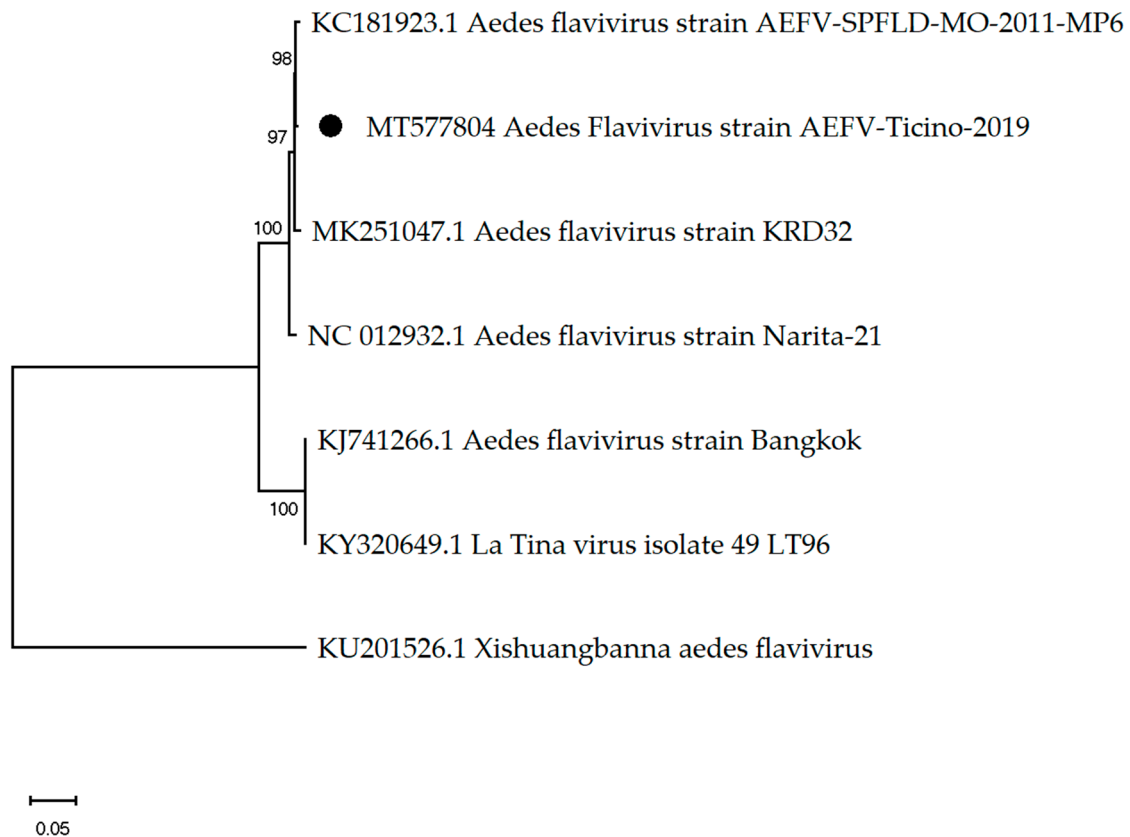 KC181923.1 Aedes flavivirus strain AEFV-SPFLD-MO-2011-MP6
98
MT577804 Aedes Flavivirus strain AEFV-Ticino-2019
97
100
MK251047.1 Aedes flavivirus strain KRD32
NC 012932.1 Aedes flavivirus strain Narita-21
KJ741266.1 Aedes flavivirus strain Bangkok
100
KY320649.1 La Tina virus isolate 49 LT96
KU201526.1 Xishuangbanna aedes flavivirus
0.05